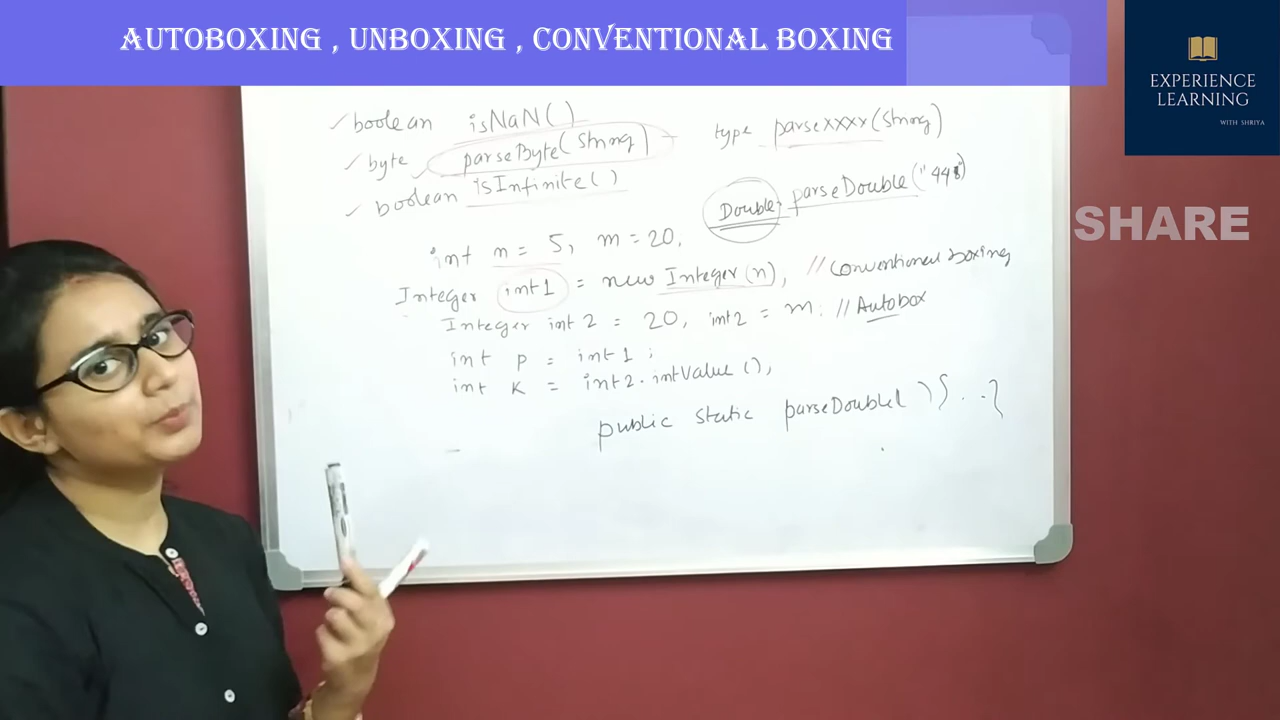 AUTOBOXING , UNBOXING , CONVENTIONAL BOXING
EXPERIENCE
LEARNING
WITH SHRIYA
SHARE
✓ boolean isNaN( )
✓ byte parseByte( String)
✓ boolean isInfinite( )
type parsexxxx(String)
Double. parseDouble("448")
int n = 5, m = 20,
Integer int1 = new Integer(n), // Conventional boxing
Integer int2 = 20, int2 = m; // Autobox
int p = int1 ;
int K = int2.intValue (),
public static parseDouble( ) { . . }